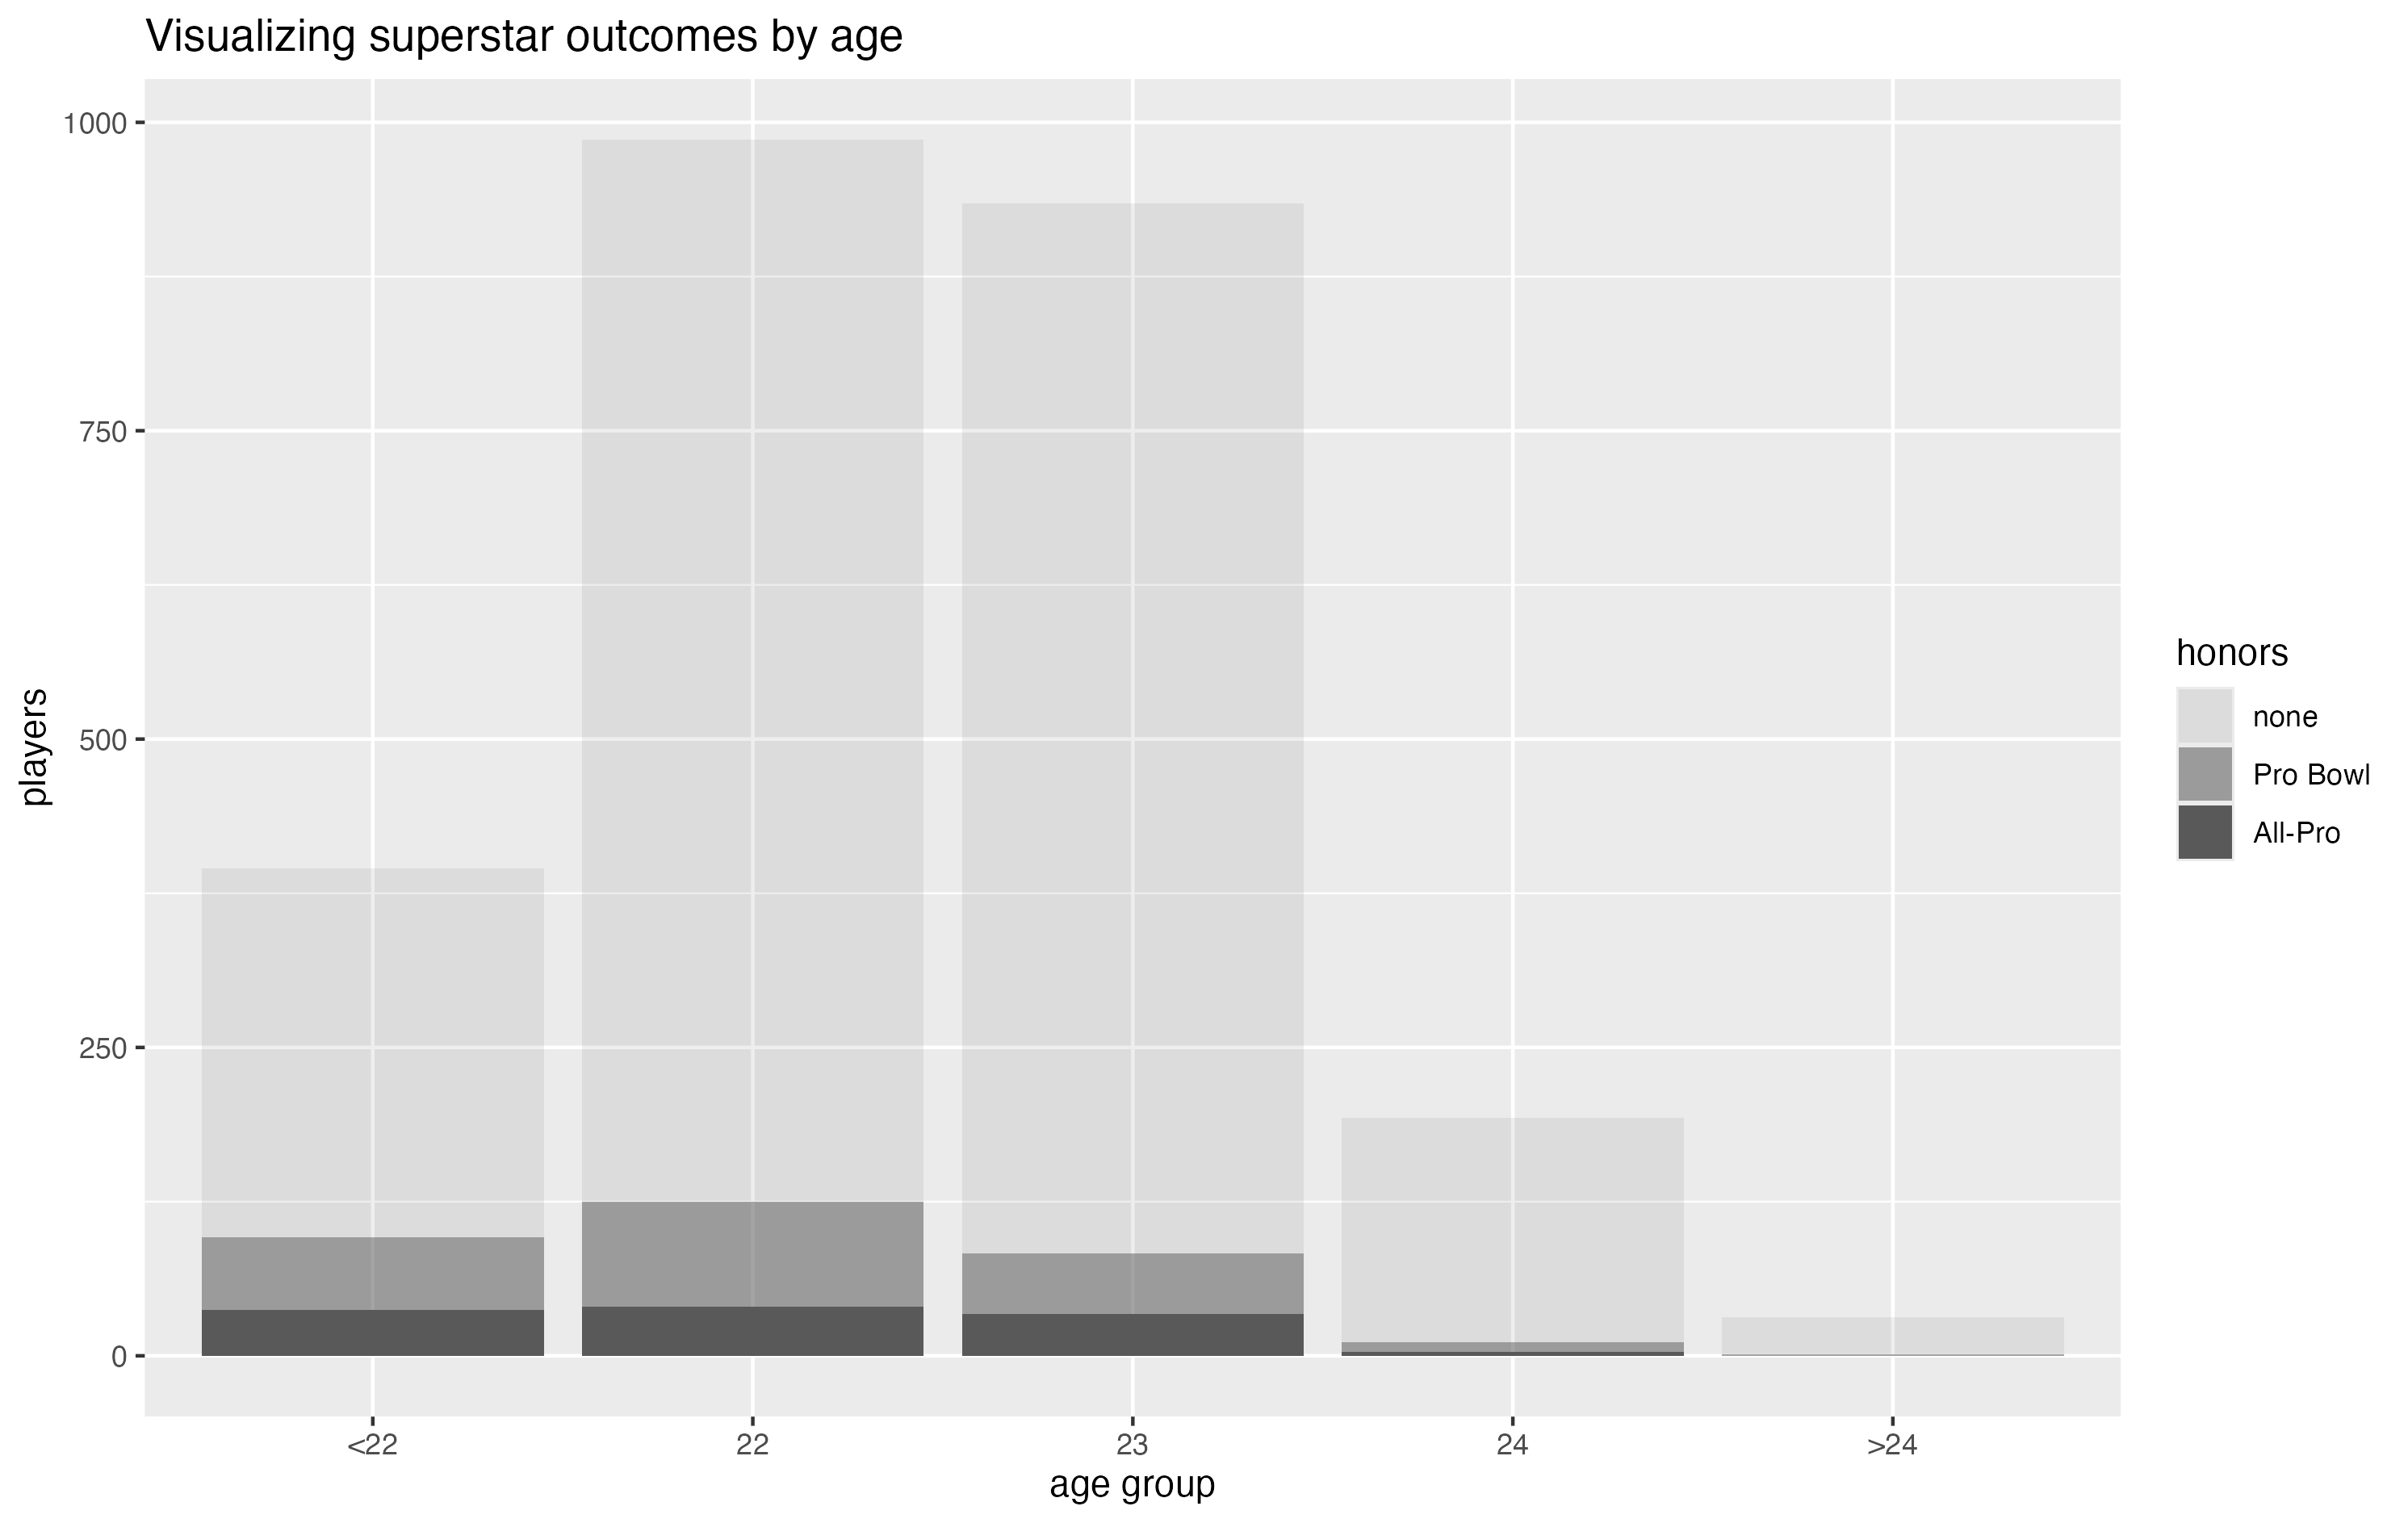 Visualizing superstar outcomes by age
1000
750
500
250
0
players
<22
22
23
24
>24
age group
honors
none
Pro Bowl
All-Pro